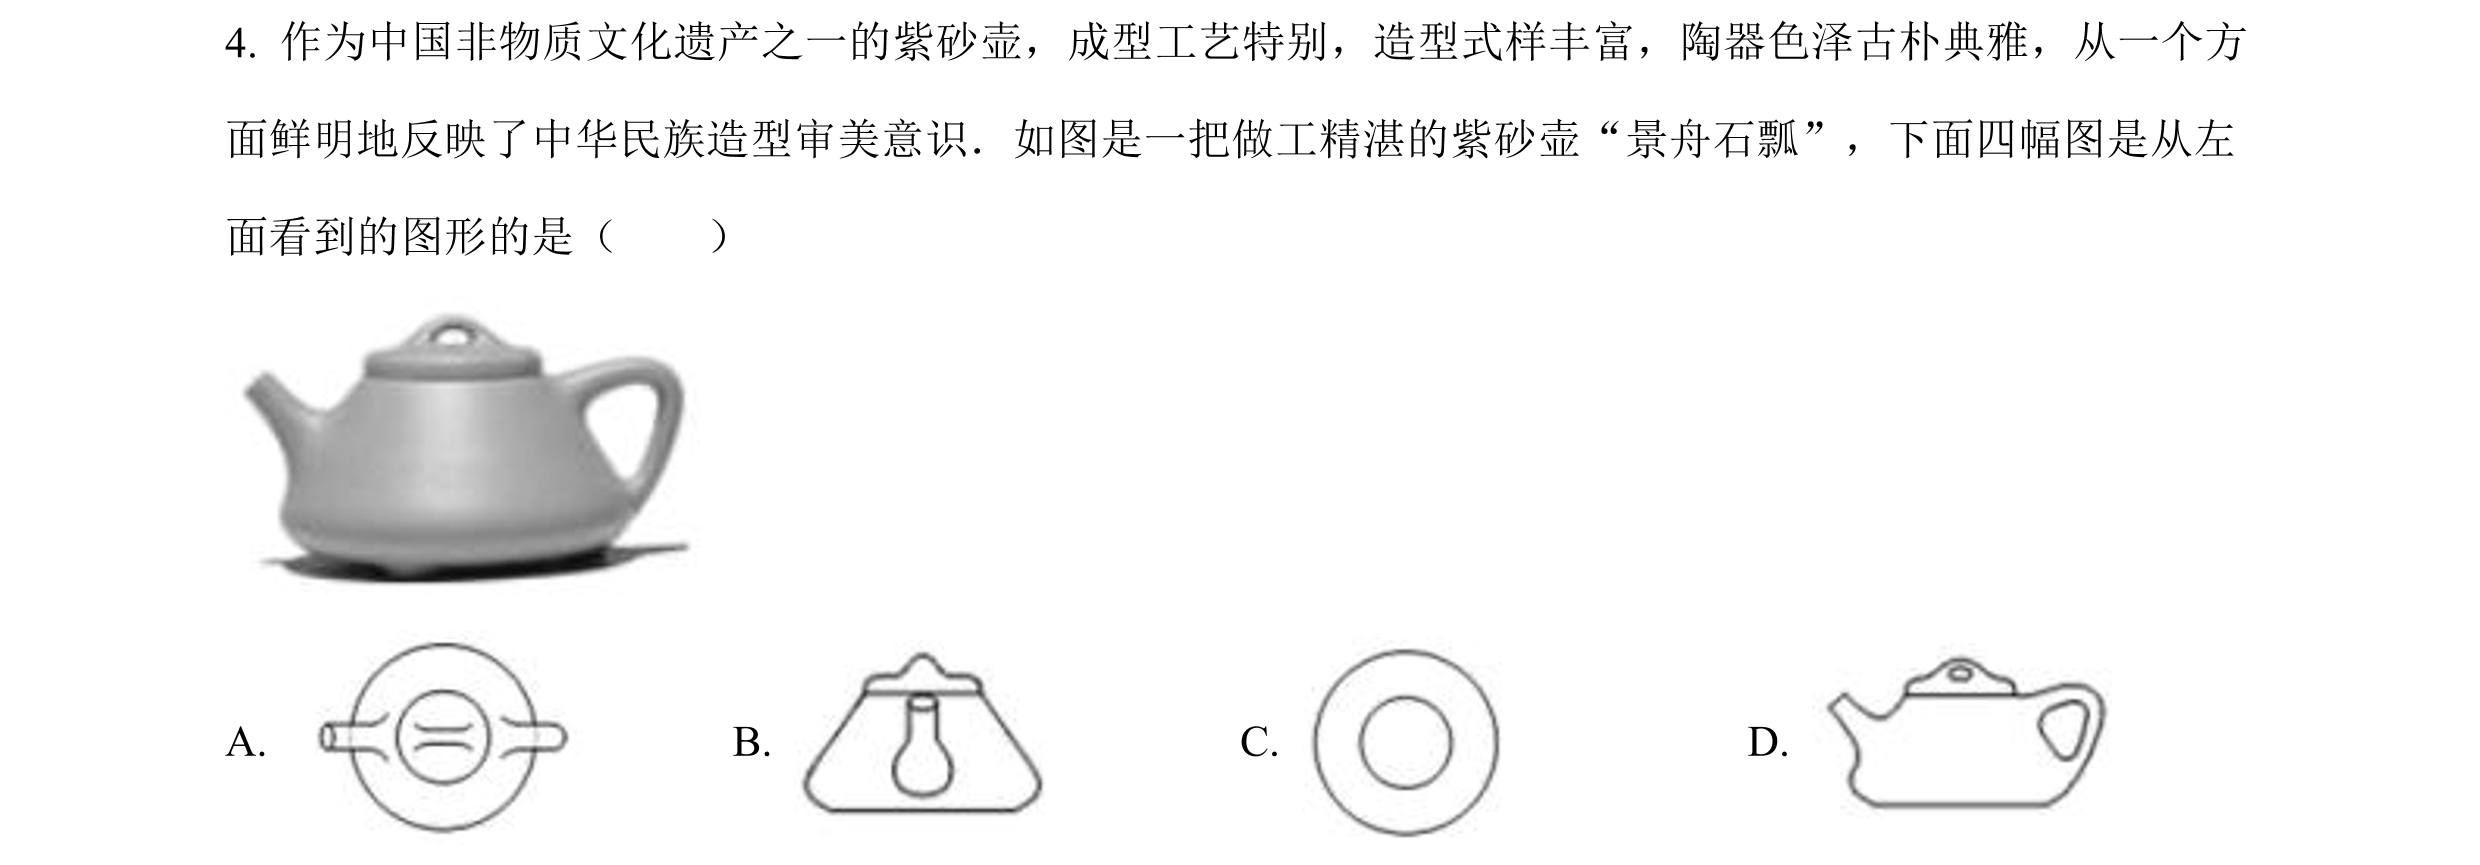 4. 作为中国非物质文化遗产之一的紫砂壶，成型工艺特别，造型式样丰富，陶器色泽古朴典雅，从一个方
面鲜明地反映了中华民族造型审美意识．如图是一把做工精湛的紫砂壶“景舟石瓢”，下面四幅图是从左
面看到的图形的是（　　）
A. B. C. D.